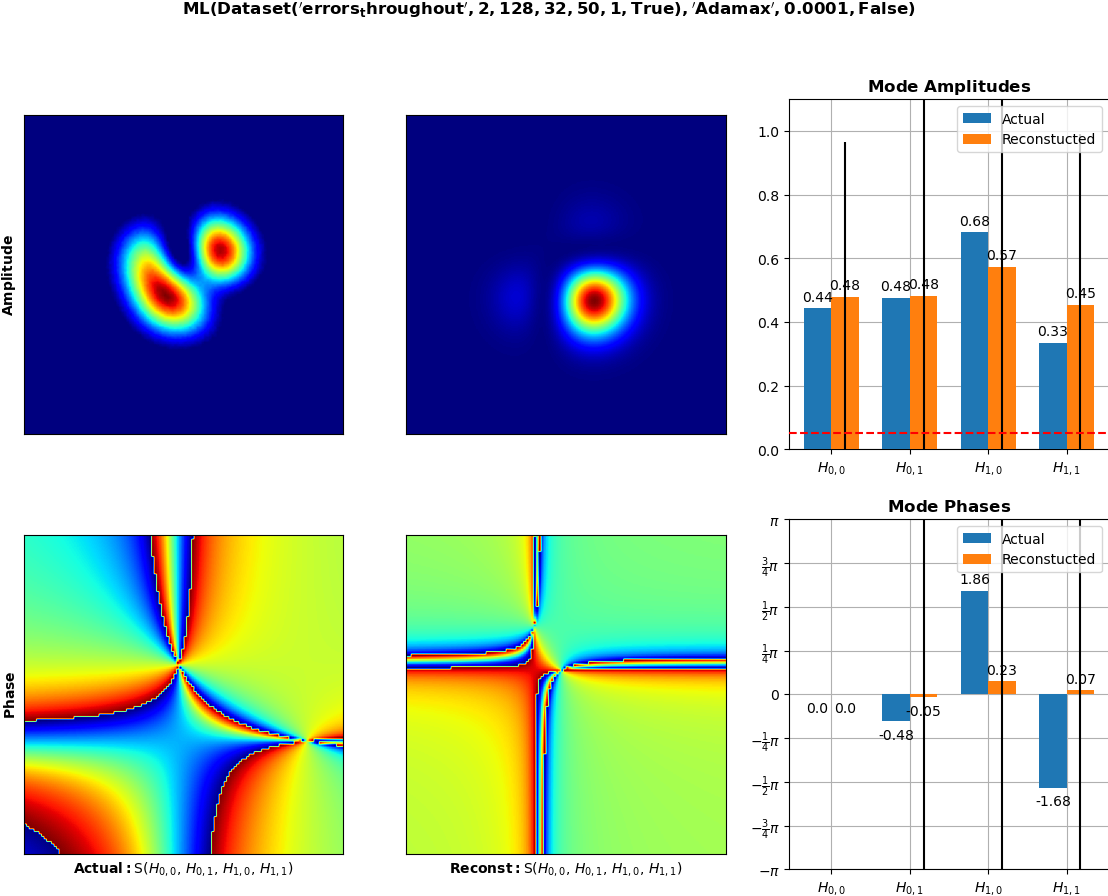 ML(Dataset('errors_throughout', 2, 128, 32, 50, 1, True), 'Adamax', 0.0001, False)
Amplitude
Mode Amplitudes
Actual
Reconstucted
1.0
0.8
0.6
0.4
0.2
0.0
0.44
0.48
0.48
0.48
0.68
0.57
0.33
0.45
H0,0
H0,1
H1,0
H1,1
Phase
Actual: S(H0,0, H0,1, H1,0, H1,1)
Reconst: S(H0,0, H0,1, H1,0, H1,1)
Mode Phases
Actual
Reconstucted
π
3/4π
1/2π
1/4π
0
−1/4π
−1/2π
−3/4π
−π
0.0
0.0
-0.48
-0.05
1.86
0.23
-1.68
0.07
H0,0
H0,1
H1,0
H1,1